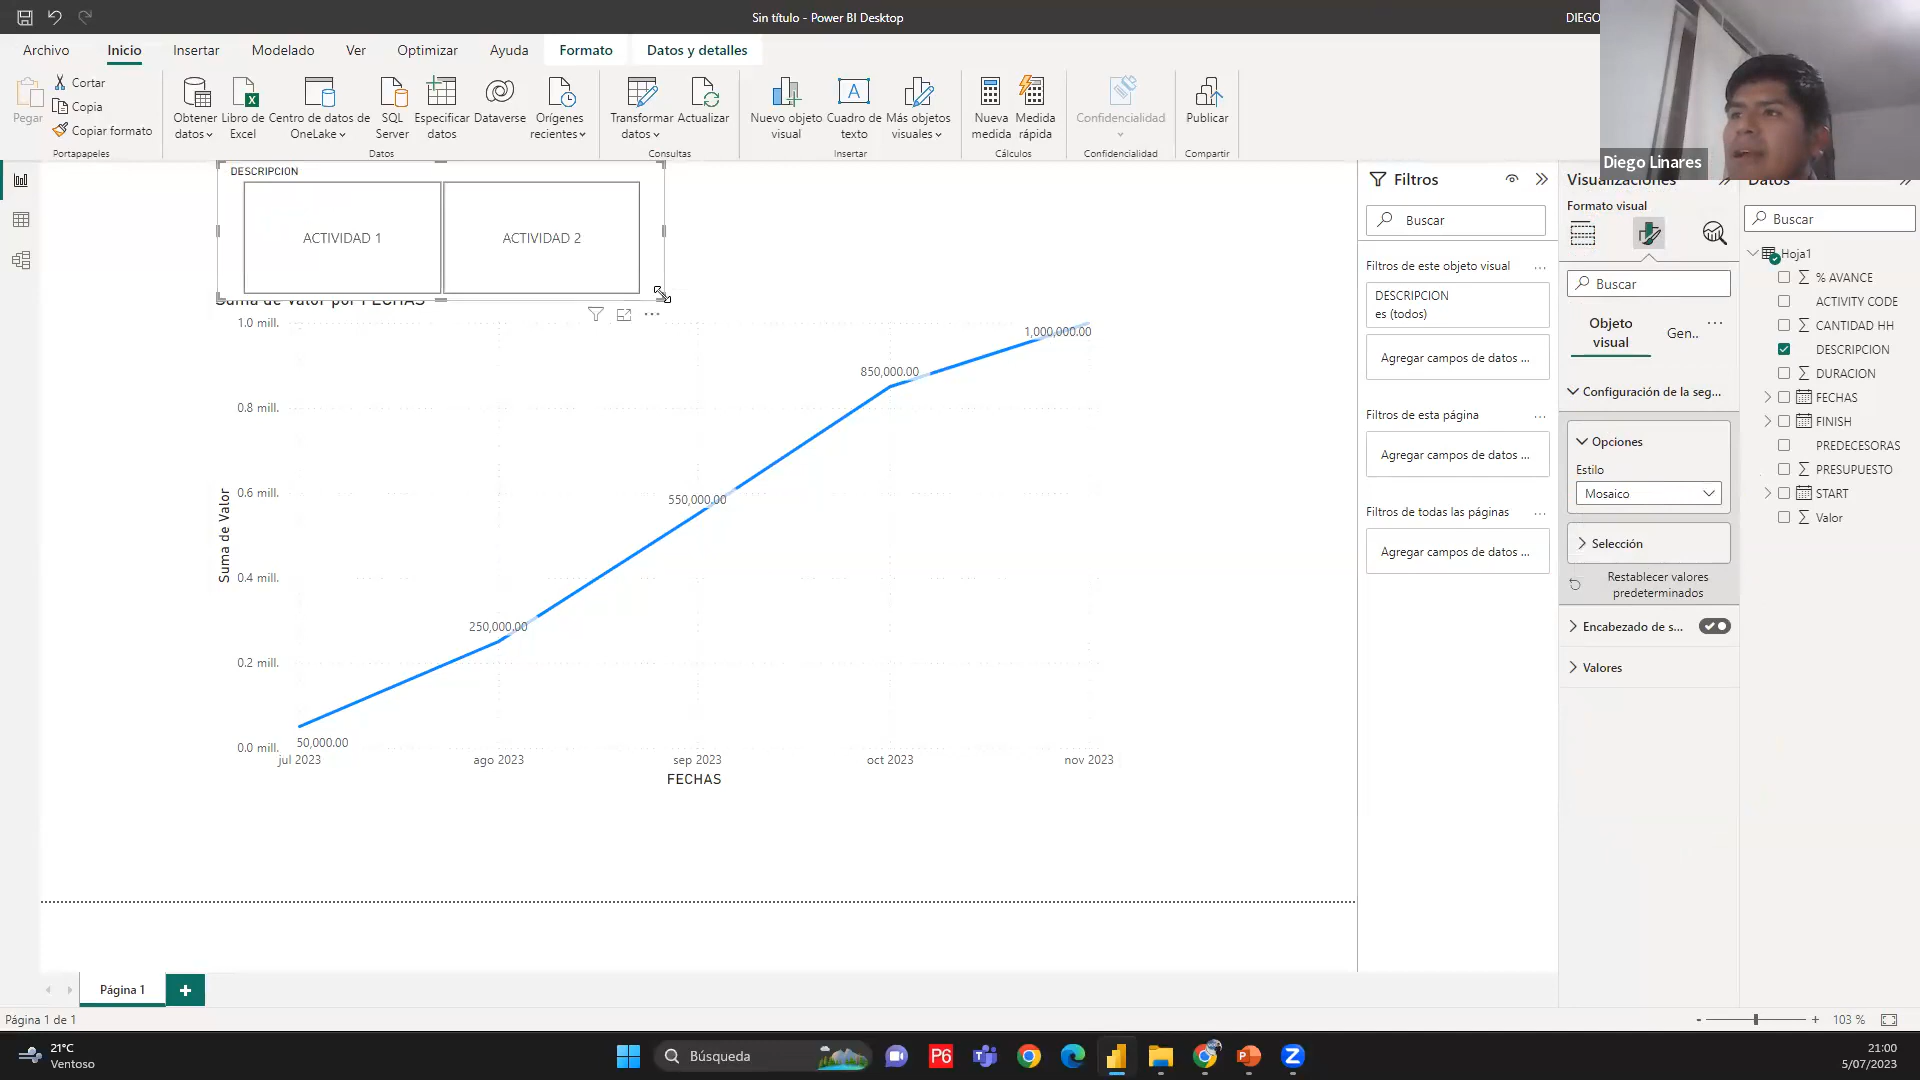 Sin título - Power BI Desktop
DIEGO
Archivo
Inicio
Insertar
Modelado
Ver
Optimizar
Ayuda
Formato
Datos y detalles
Pegar
Cortar
Copia
Copiar formato
Portapapeles
Obtener datos
Libro de Excel
Centro de datos de OneLake
SQL Server
Especificar datos
Dataverse
Orígenes recientes
Datos
Transformar datos
Actualizar
Consultas
Nuevo objeto visual
Cuadro de texto
Más objetos visuales
Insertar
Nueva medida
Medida rápida
Cálculos
Confidencialidad
Confidencialidad
Publicar
Compartir
Diego Linares
DESCRIPCION
ACTIVIDAD 1
ACTIVIDAD 2
Suma de Valor por FECHAS
1.0 mill.
0.8 mill.
0.6 mill.
0.4 mill.
0.2 mill.
0.0 mill.
Suma de Valor
50,000.00
250,000.00
550,000.00
850,000.00
1,000,000.00
jul 2023
ago 2023
sep 2023
oct 2023
nov 2023
FECHAS
Filtros
Buscar
Filtros de este objeto visual
...
DESCRIPCION
es (todos)
Agregar campos de datos ...
Filtros de esta página
...
Agregar campos de datos ...
Filtros de todas las páginas
...
Agregar campos de datos ...
Visualizaciones
Formato visual
Buscar
Objeto visual
Gen..
...
Configuración de la seg...
Opciones
Estilo
Mosaico
Selección
Restablecer valores predeterminados
Encabezado de s...
Valores
Datos
Buscar
Hoja1
% AVANCE
ACTIVITY CODE
CANTIDAD HH
DESCRIPCION
DURACION
FECHAS
FINISH
PREDECESORAS
PRESUPUESTO
START
Valor
Página 1
Página 1 de 1
- + 103 %
21°C
Ventoso
Búsqueda
P6
21:00
5/07/2023